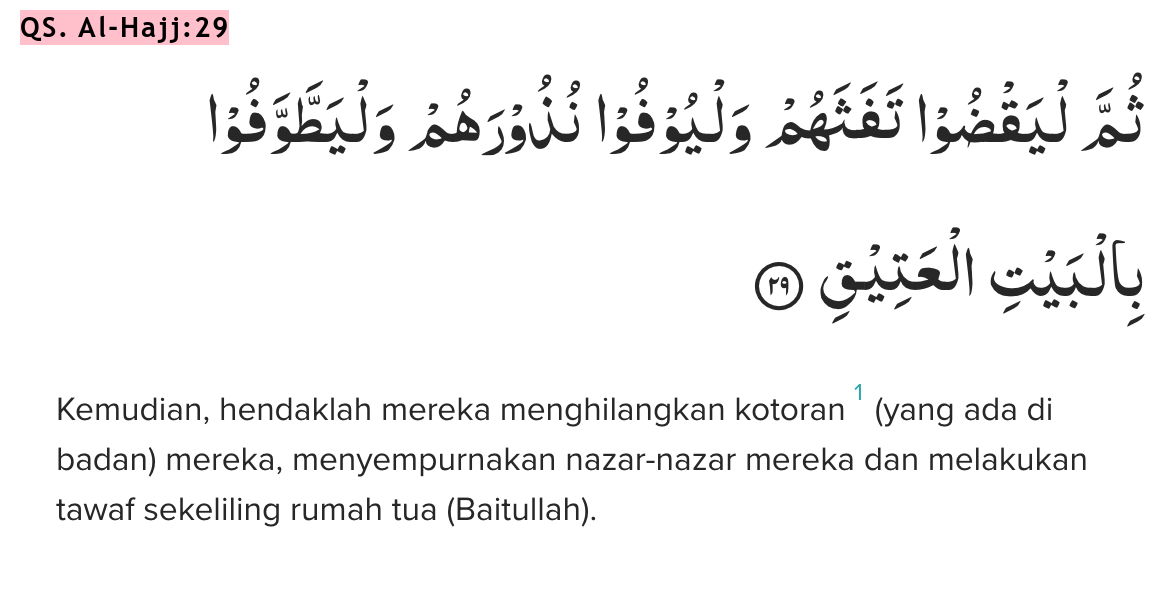 QS. Al-Hajj:29
ثُمَّ لْيَقْضُوْا تَفَثَهُمْ وَلْيُوْفُوْا نُذُوْرَهُمْ وَلْيَطَّوَّفُوْا
بِالْبَيْتِ الْعَتِيْقِ ٢٩
Kemudian, hendaklah mereka menghilangkan kotoran 1 (yang ada di
badan) mereka, menyempurnakan nazar-nazar mereka dan melakukan
tawaf sekeliling rumah tua (Baitullah).